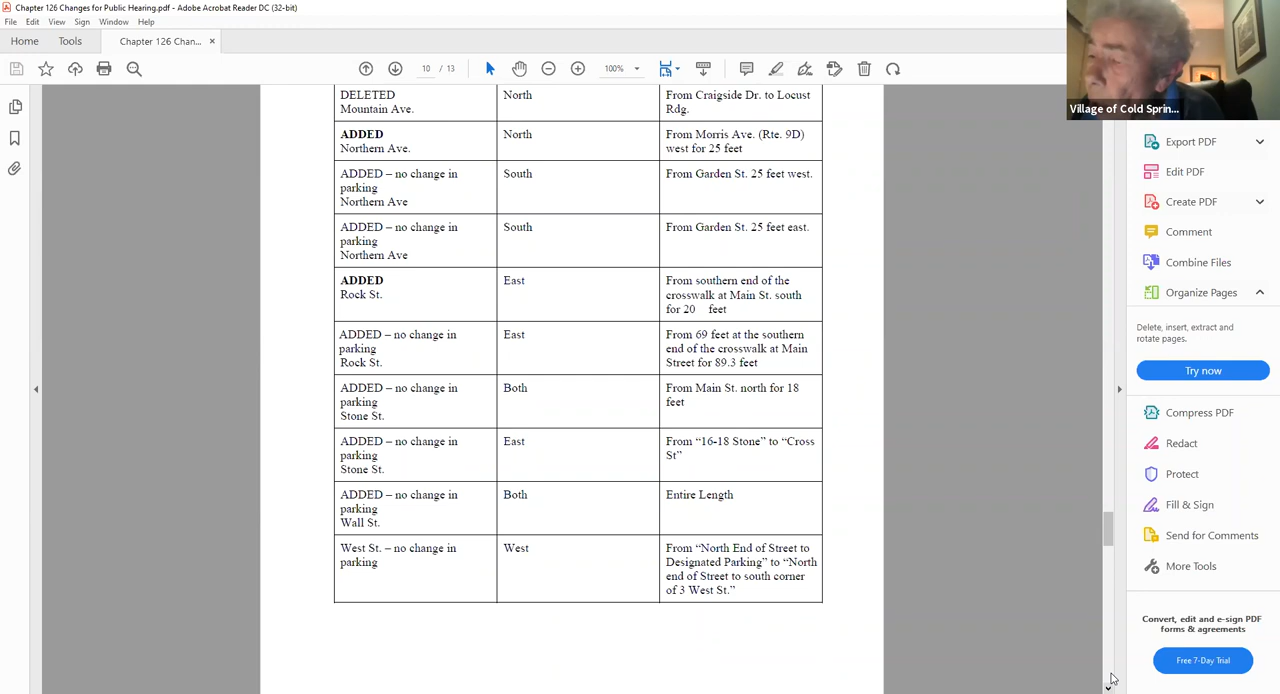 Chapter 126 Changes for Public Hearing.pdf - Adobe Acrobat Reader DC (32-bit)
File Edit View Sign Window Help
Home Tools Chapter 126 Chan... ×
10 / 13 100%
Village of Cold Sprin...
DELETED
Mountain Ave.
North
From Craigside Dr. to Locust
Rdg.
ADDED
Northern Ave.
North
From Morris Ave. (Rte. 9D)
west for 25 feet
ADDED – no change in
parking
Northern Ave
South
From Garden St. 25 feet west.
ADDED – no change in
parking
Northern Ave
South
From Garden St. 25 feet east.
ADDED
Rock St.
East
From southern end of the
crosswalk at Main St. south
for 20 feet
ADDED – no change in
parking
Rock St.
East
From 69 feet at the southern
end of the crosswalk at Main
Street for 89.3 feet
ADDED – no change in
parking
Stone St.
Both
From Main St. north for 18
feet
ADDED – no change in
parking
Stone St.
East
From “16-18 Stone” to “Cross
St”
ADDED – no change in
parking
Wall St.
Both
Entire Length
West St. – no change in
parking
West
From “North End of Street to
Designated Parking” to “North
end of Street to south corner
of 3 West St.”
Export PDF
Edit PDF
Create PDF
Comment
Combine Files
Organize Pages
Delete, insert, extract and
rotate pages.
Try now
Compress PDF
Redact
Protect
Fill & Sign
Send for Comments
More Tools
Convert, edit and e-sign PDF
forms & agreements
Free 7-Day Trial